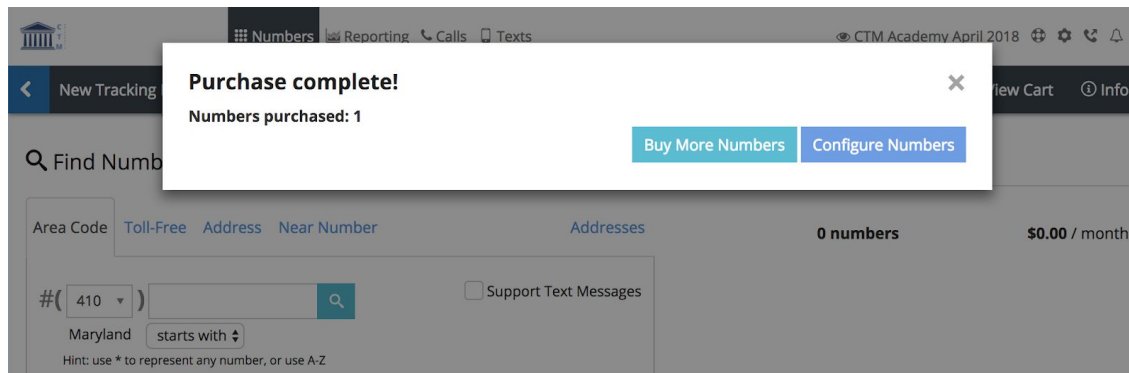 C T M
Numbers Reporting Calls Texts CTM Academy April 2018
Purchase complete!
Numbers purchased: 1
Buy More Numbers Configure Numbers
New Tracking View Cart Info
Find Numb
Area Code Toll-Free Address Near Number Addresses
0 numbers $0.00 / month
#( 410 ) Support Text Messages
Maryland starts with
Hint: use * to represent any number, or use A-Z